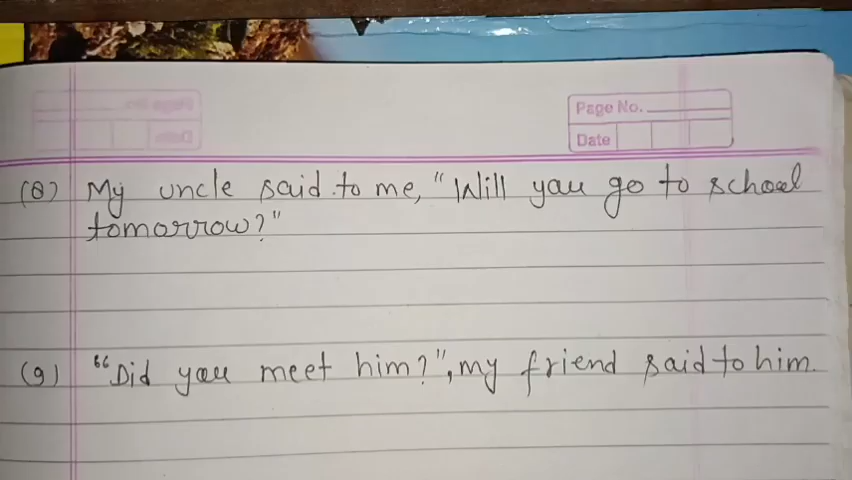 Page No.
Date
(8) My uncle said to me, "Will you go to school
tomorrow?"
(9) "Did you meet him?", my friend said to him.